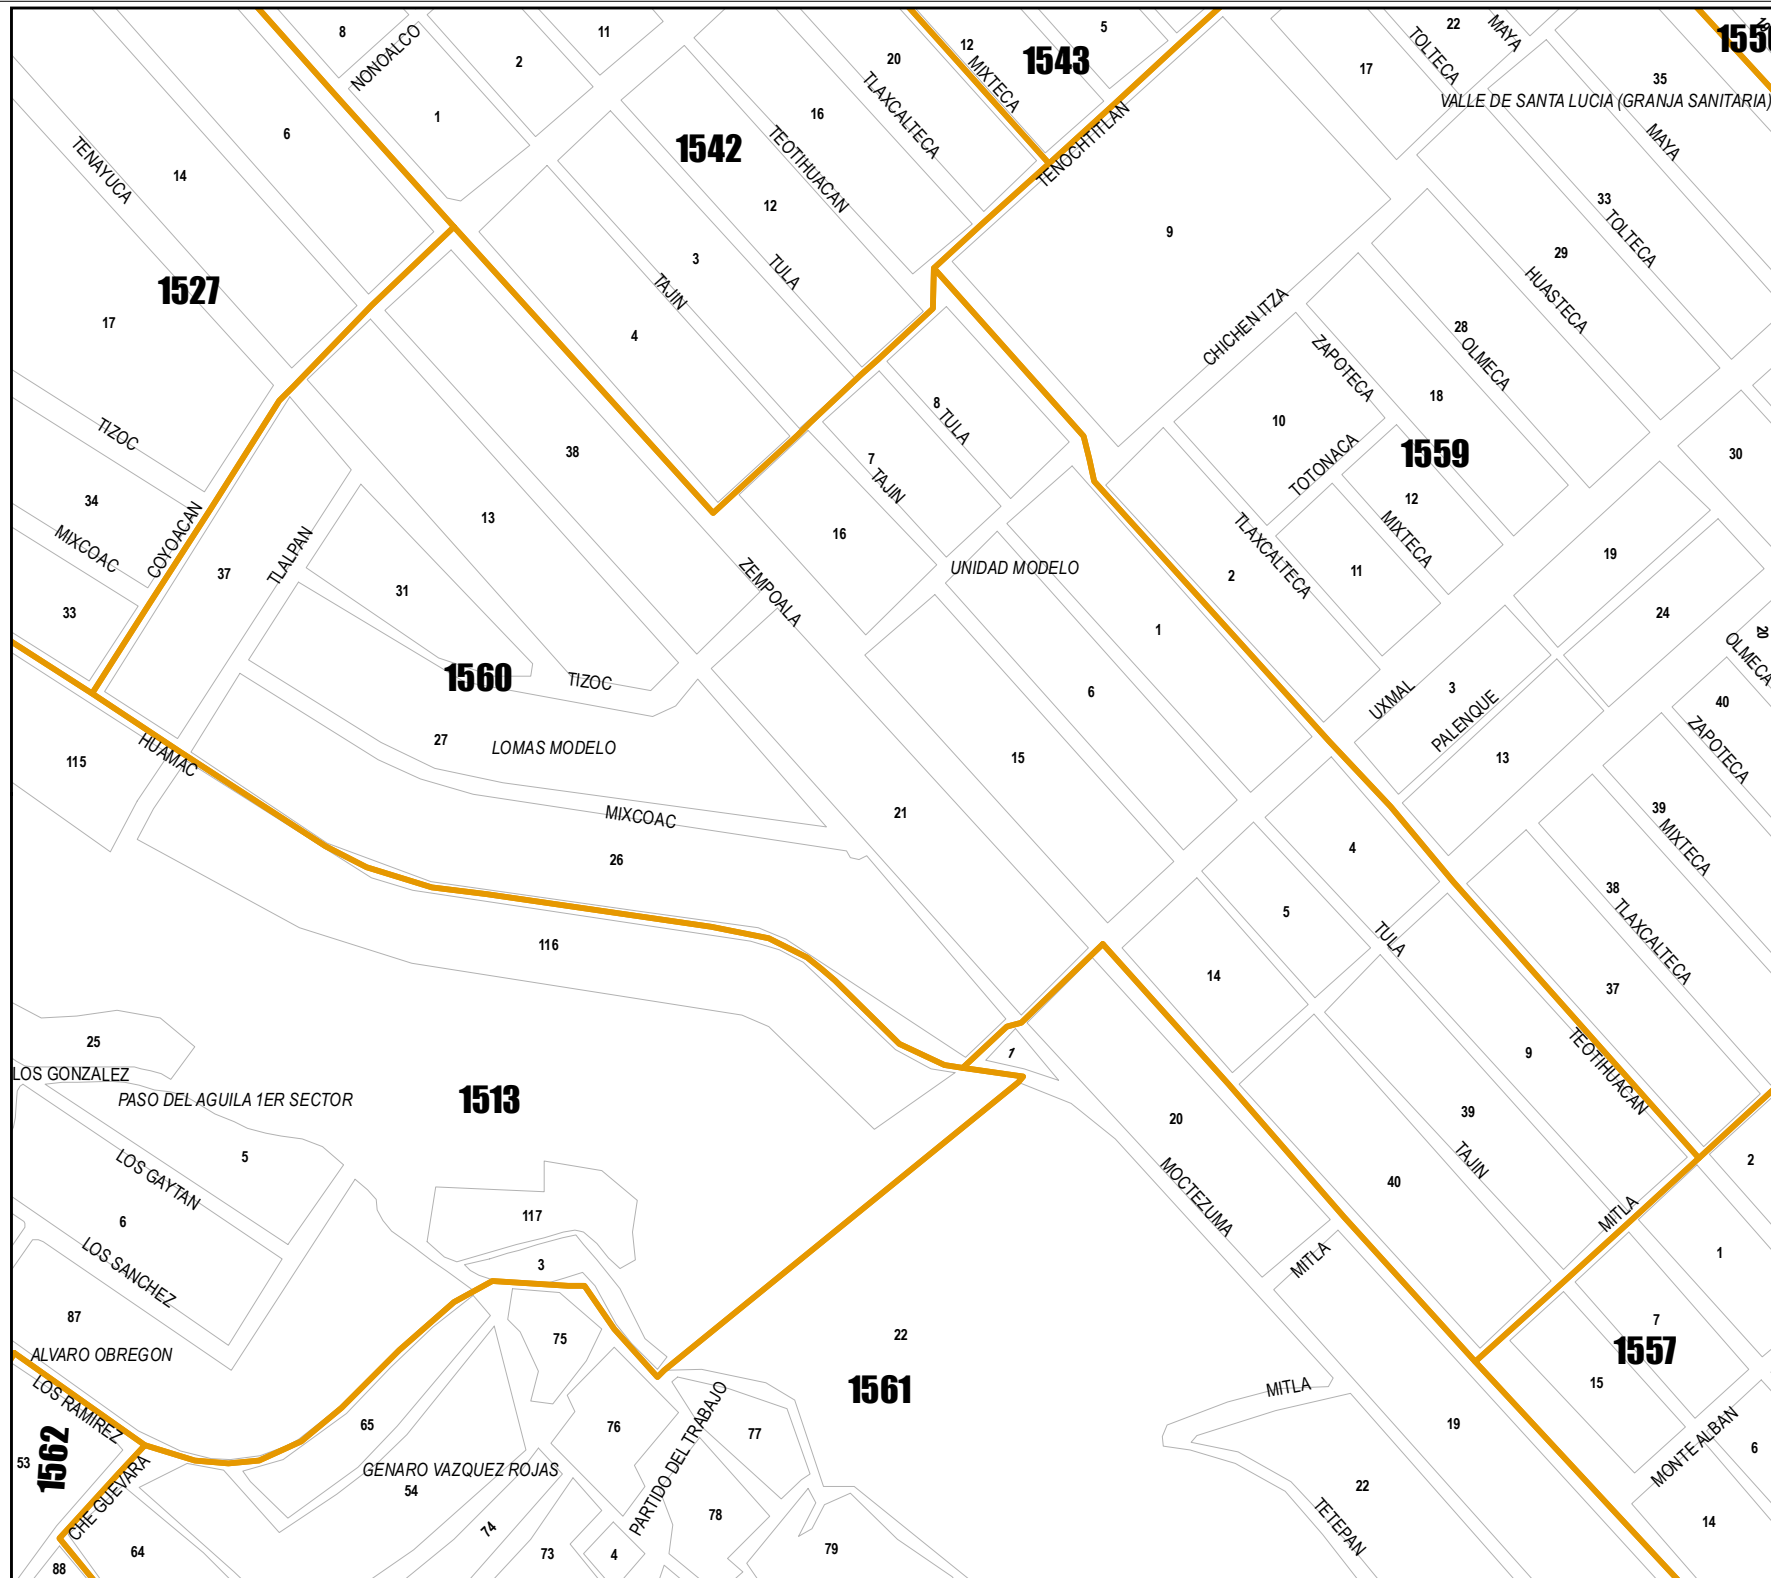 8
NONOALCO
11
2
1
12
MIXTECA
5
1543
20
TLAXCALTECA
22
MAYA
TOLTECA
17
35
VALLE DE SANTA LUCIA (GRANJA SANITARIA)
MAYA
6
14
TENAYUCA
1542
16
TEOTIHUACAN
TENOCHTITLAN
12
33
TOLTECA
9
29
HUASTECA
3
TULA
TAJIN
4
1527
17
CHICHEN ITZA
28
OLMECA
ZAPOTECA
18
10
8
TULA
TIZOC
38
7
TAJIN
TOTONACA
1559
30
34
MIXCOAC
COYOACAN
13
16
12
MIXTECA
TLAXCALTECA
19
TLALPAN
37
ZEMPOALA
UNIDAD MODELO
2
11
31
33
1
24
20
OLMECA
1560
TIZOC
6
UXMAL
3
PALENQUE
40
ZAPOTECA
27
LOMAS MODELO
15
13
HUAMAC
115
MIXCOAC
21
39
MIXTECA
26
4
38
TLAXCALTECA
116
5
TULA
14
37
25
1
9
TEOTIHUACAN
LOS GONZALEZ
PASO DEL AGUILA 1ER SECTOR
1513
20
39
TAJIN
5
LOS GAYTAN
MOCTEZUMA
40
2
6
117
MITLA
LOS SANCHEZ
3
MITLA
1
87
75
22
7
1557
ALVARO OBREGON
LOS RAMIREZ
1561
MITLA
15
65
76
PARTIDO DEL TRABAJO
77
19
1562
53
GENARO VAZQUEZ ROJAS
54
MONTE ALBAN
6
CHE GUEVARA
74
78
22
TETEPAN
14
64
73
4
79
88